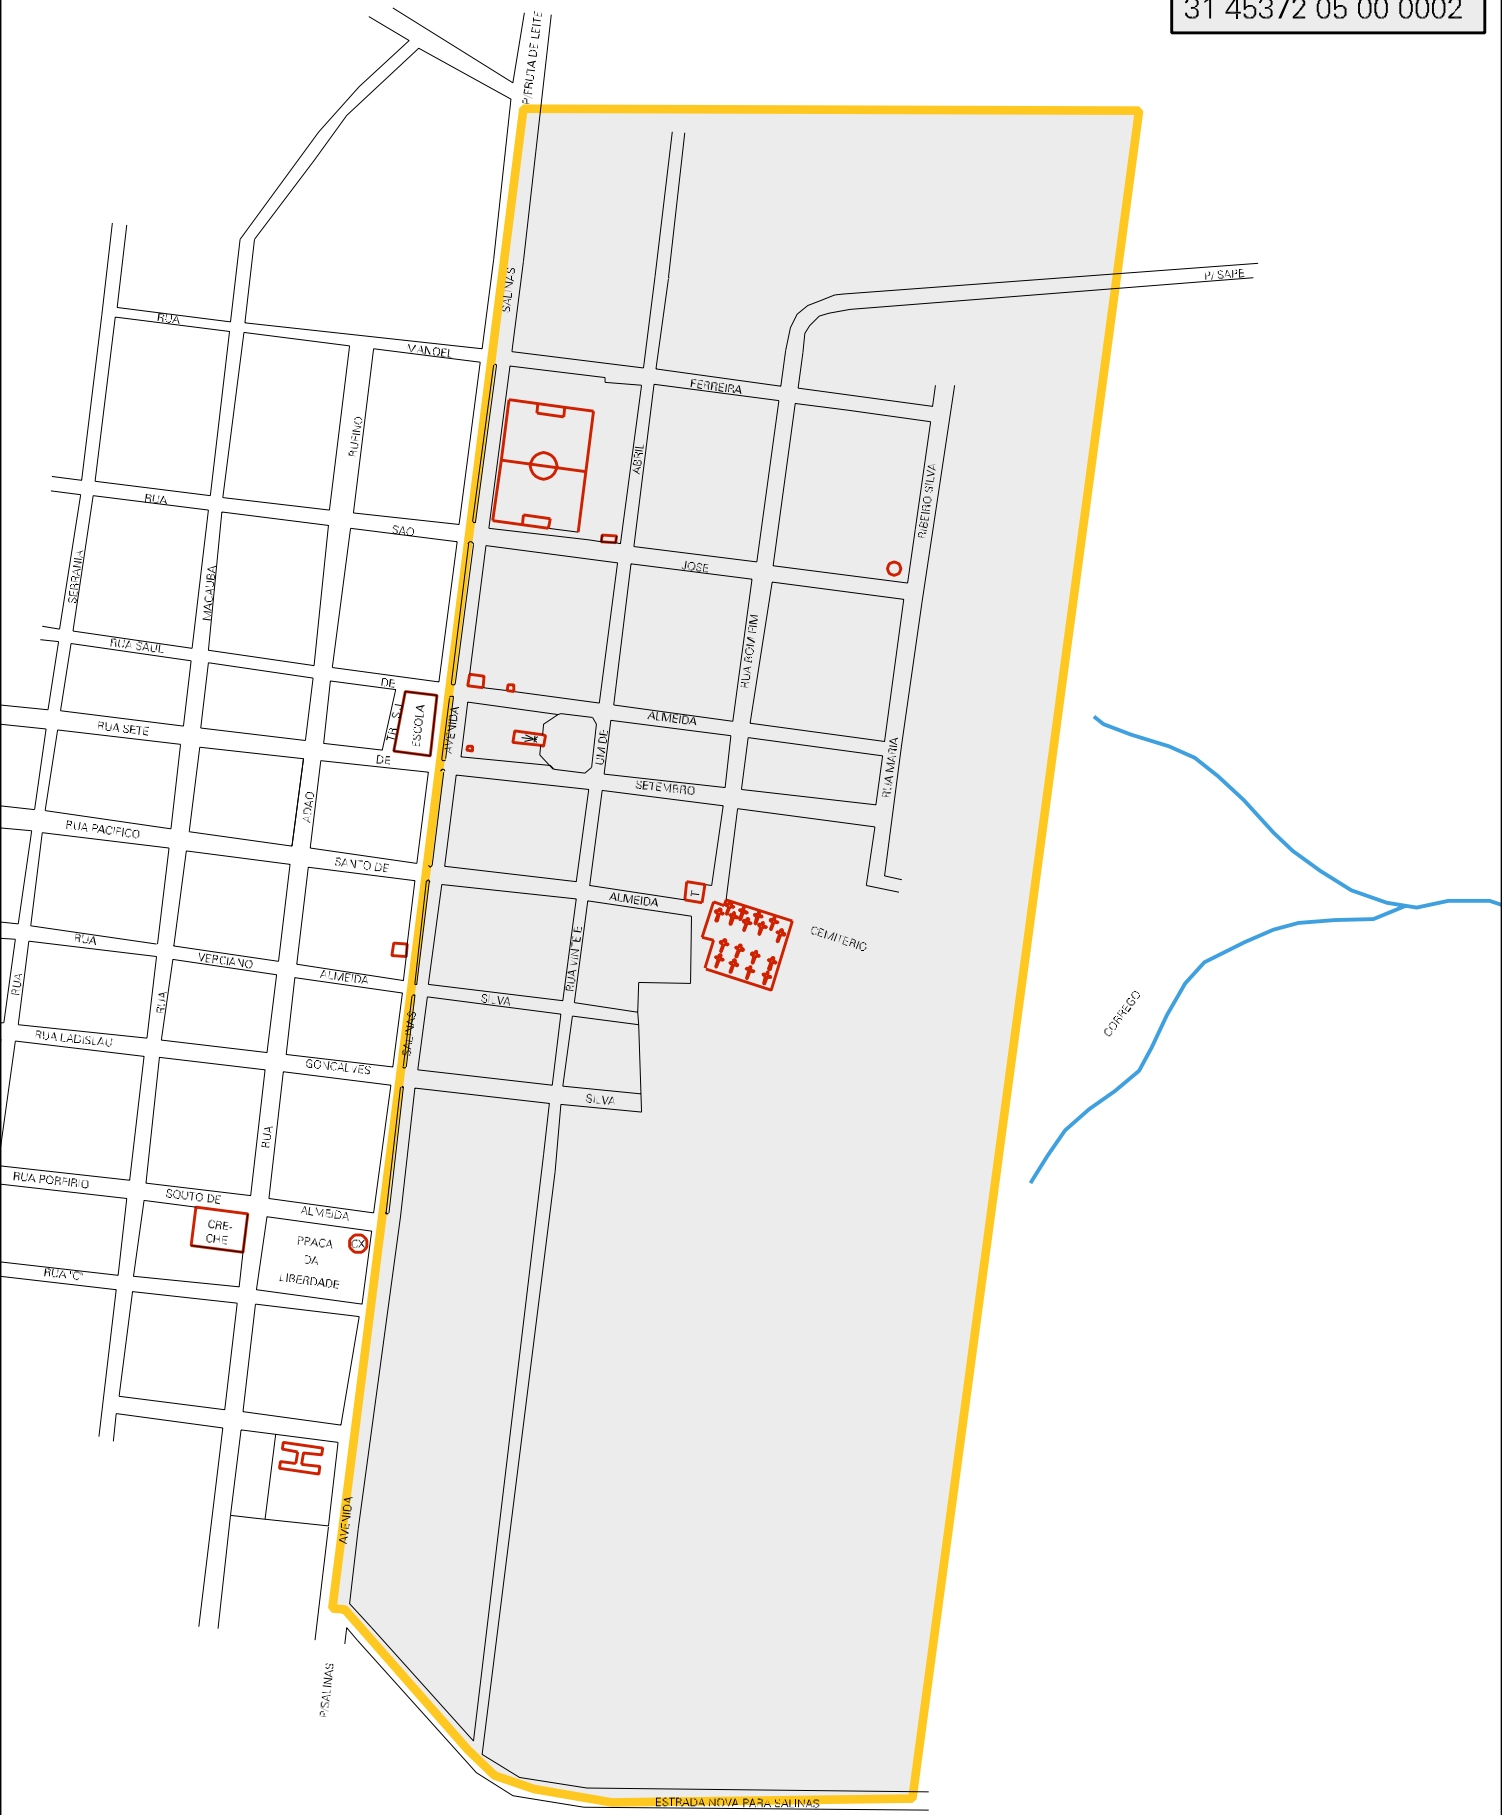 31 45372 05 00 0002
P/FRUTA DE LEITE
SALINAS
P/ SAPE
RUA
MANOEL
FERREIRA
RUFINO
ABRIL
RIBEIRO SILVA
RUA
SAO
JOSE
SERRANIA
MACAUBA
RUA BOM FIM
RUA SAUL
DE
ALMEIDA
TR. S.J.
ESCOLA
AVENIDA
UM DE
RUA MARIA
RUA SETE
DE
SETEMBRO
ADAO
RUA PACIFICO
SANTO DE
ALMEIDA
T
CEMITERIO
RUA
VERCIANO
ALMEIDA
RUA VINTE E
RUA
RUA
SILVA
SALINAS
CORREGO
RUA LADISLAU
GONCALVES
SILVA
RUA
RUA PORFIRIO
SOUTO DE
ALMEIDA
CRE-
CHE
PRACA
DA
LIBERDADE
CX
RUA "C"
AVENIDA
P/SALINAS
ESTRADA NOVA PARA SALINAS